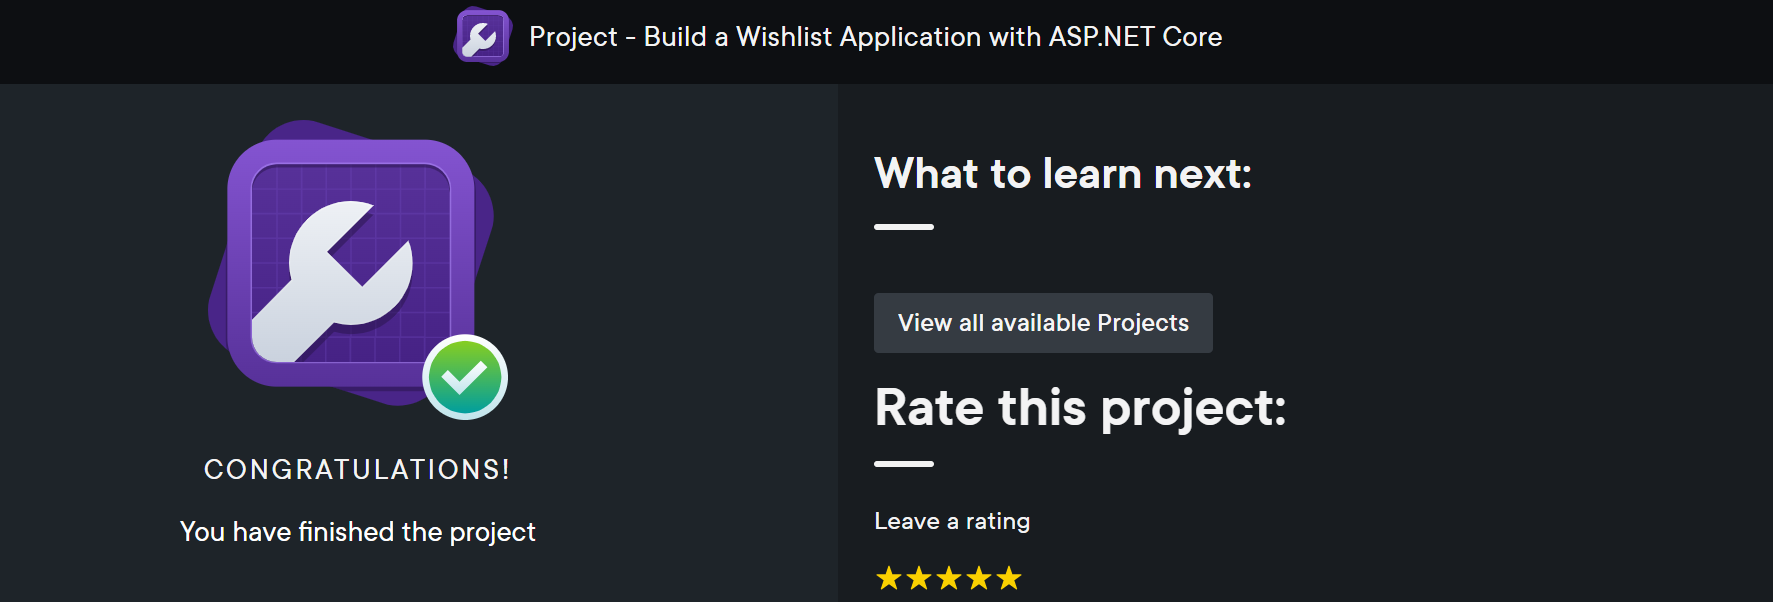 Project - Build a Wishlist Application with ASP.NET Core
CONGRATULATIONS!
You have finished the project
What to learn next:
View all available Projects
Rate this project:
Leave a rating